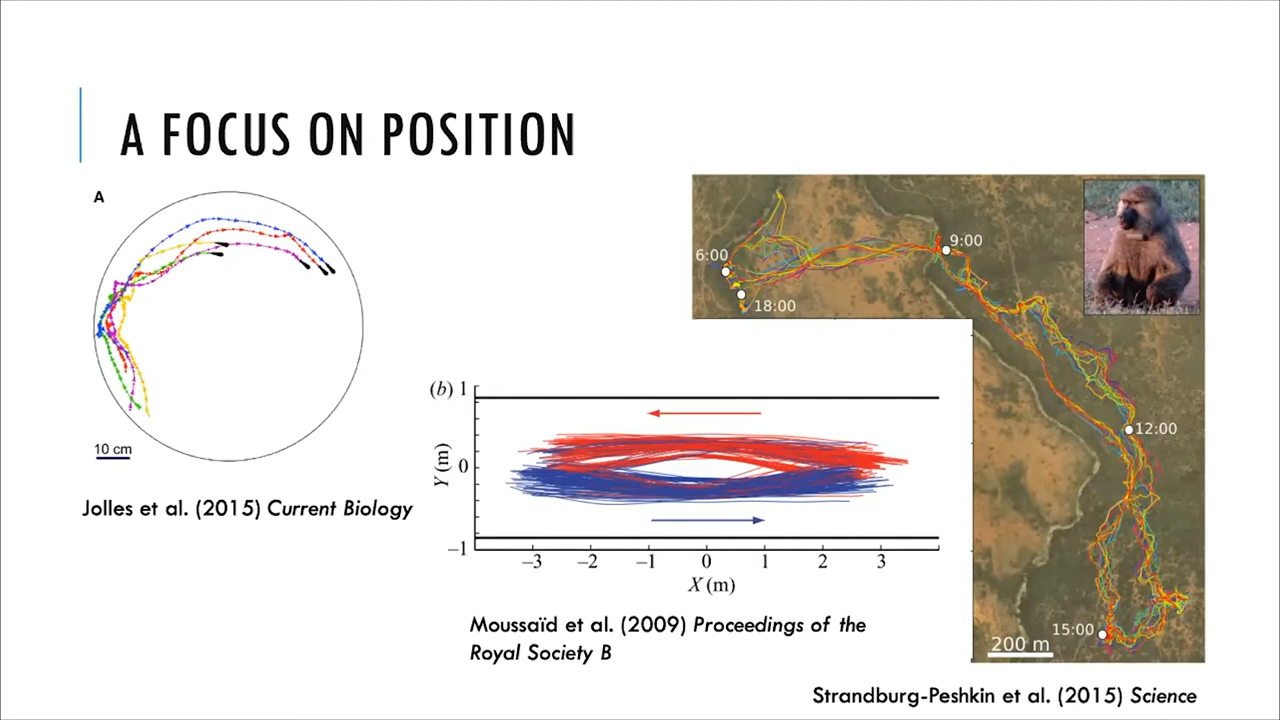 A FOCUS ON POSITION
A
10 cm
Jolles et al. (2015) Current Biology
(b)
1
0
–1
Y (m)
–3 –2 –1 0 1 2 3
X (m)
Moussaïd et al. (2009) Proceedings of the
Royal Society B
6:00
18:00
9:00
12:00
15:00
200 m
Strandburg-Peshkin et al. (2015) Science